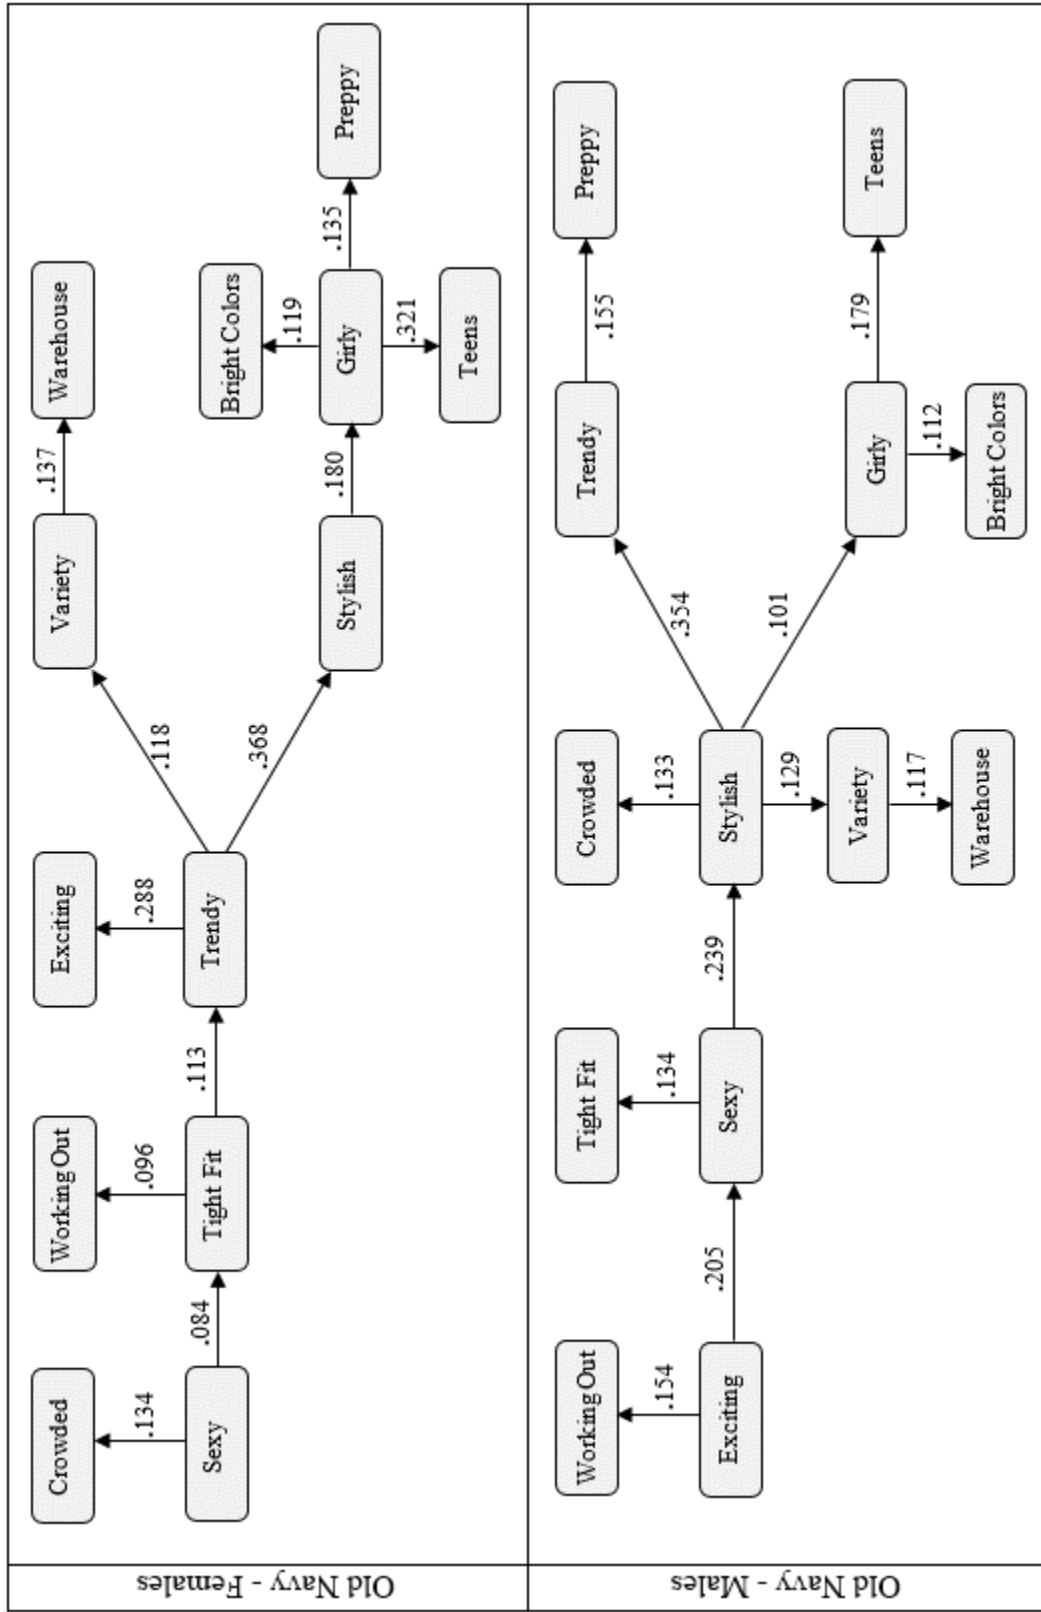 Old Navy - Females
Crowded
.134
Sexy
.084
Working Out
.096
Tight Fit
.113
Exciting
.288
Trendy
.118
.368
Variety
.137
Warehouse
Stylish
.180
Bright Colors
.119
Girly
.321
Teens
.135
Preppy
Old Navy - Males
Working Out
.154
Exciting
.205
Tight Fit
.134
Sexy
.239
Crowded
.133
Stylish
.129
Variety
.117
Warehouse
.354
.101
Trendy
.155
Preppy
Girly
.179
Teens
.112
Bright Colors